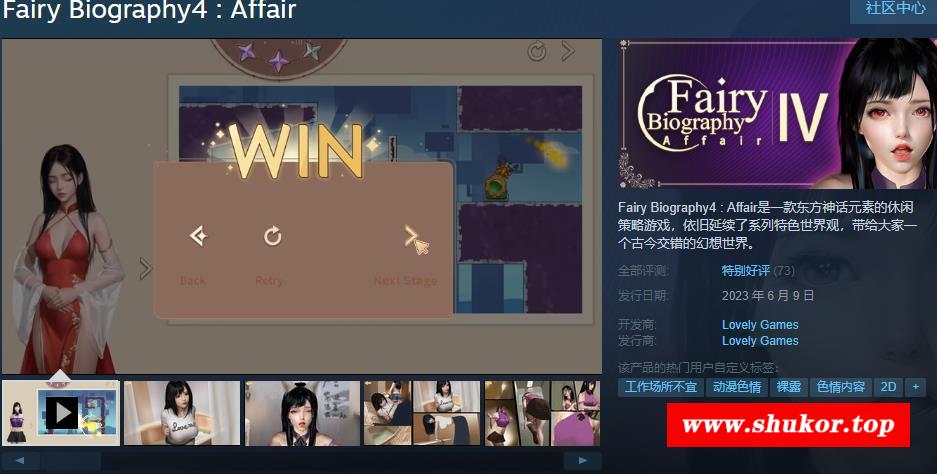 Fairy Biography4 : Affair
社区中心
WIN
Back
Retry
Next Stage
Fairy
Biography
Affair
IV
Fairy Biography4 : Affair是一款东方神话元素的休闲
策略游戏，依旧延续了系列特色世界观，带给大家一
个古今交错的幻想世界。
全部评测: 特别好评 (73)
发行日期: 2023 年 6 月 9 日
开发商: Lovely Games
发行商: Lovely Games
该产品的热门用户自定义标签:
工作场所不宜 动漫色情 裸露 色情内容 2D +
www.shukor.top